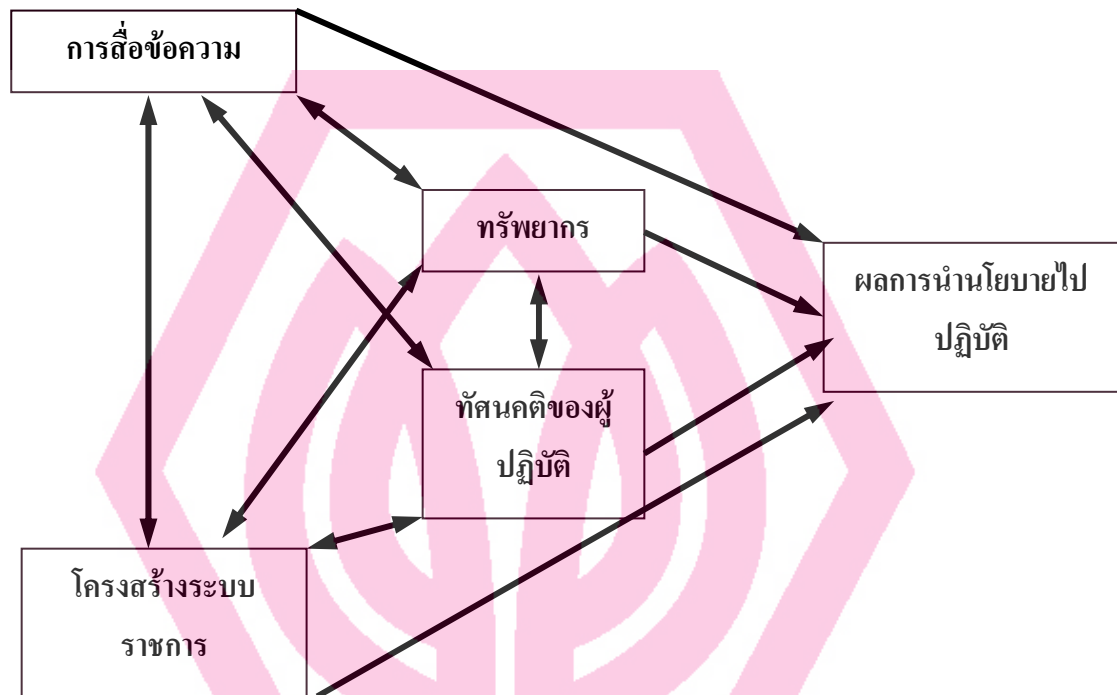 การสื่อข้อความ
ทรัพยากร
ผลการนำนโยบายไป
ปฏิบัติ
ทัศนคติของผู้
ปฏิบัติ
โครงสร้างระบบ
ราชการ